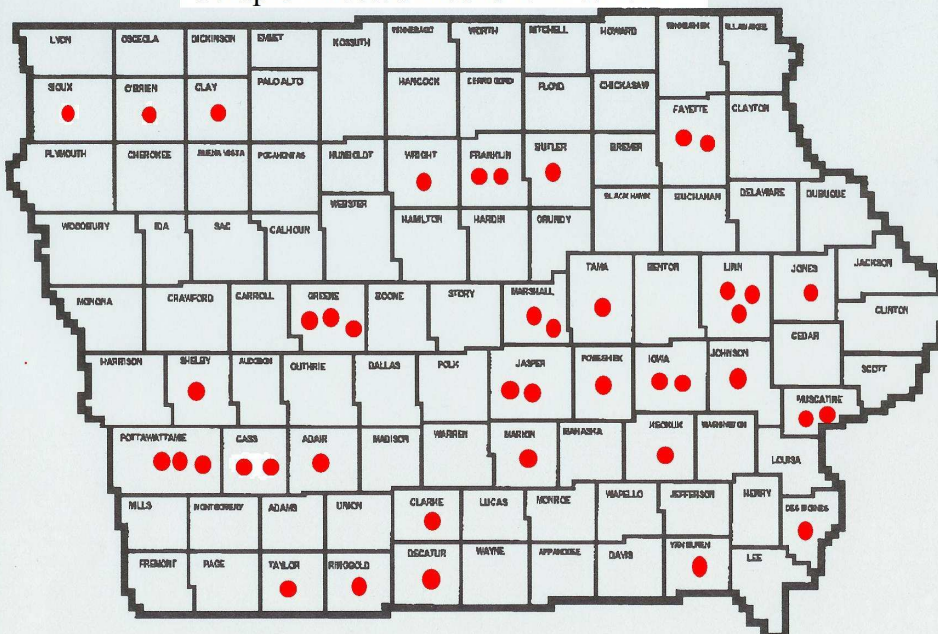 LYON OSCEOLA DICKINSON EMMET KOSSUTH WINNEBAGO WORTH MITCHELL HOWARD WINNESHIEK ALLAMAKEE
SIOUX O'BRIEN CLAY PALO ALTO HANCOCK CERRO GORDO FLOYD CHICKASAW FAYETTE CLAYTON
PLYMOUTH CHEROKEE BUENA VISTA POCAHONTAS HUMBOLDT WRIGHT FRANKLIN BUTLER BREMER
WOODBURY IDA SAC CALHOUN WEBSTER HAMILTON HARDIN GRUNDY BLACK HAWK BUCHANAN DELAWARE DUBUQUE
MONONA CRAWFORD CARROLL GREENE BOONE STORY MARSHALL TAMA BENTON LINN JONES JACKSON
CLINTON
CEDAR
HARRISON SHELBY AUDOBON GUTHRIE DALLAS POLK JASPER POWESHIEK IOWA JOHNSON SCOTT
MUSCATINE
POTTAWATTAMIE CASS ADAIR MADISON WARREN MARION MAHASKA KEOKUK WASHINGTON LOUISA
MILLS MONTGOMERY ADAMS UNION CLARKE LUCAS MONROE WAPELLO JEFFERSON HENRY DES MOINES
FREMONT PAGE TAYLOR RINGGOLD DECATUR WAYNE APPANOOSE DAVIS VAN BUREN LEE